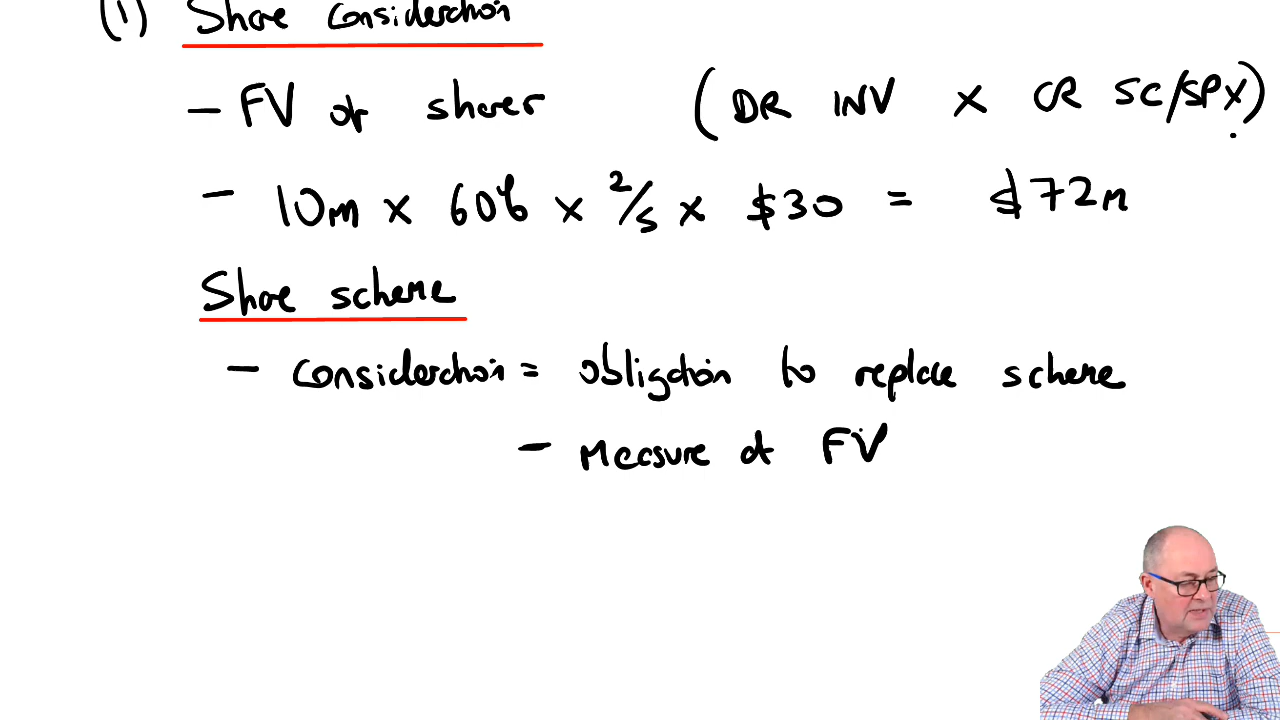 (1) Share consideration
- FV of shares (DR INV X CR SC/SPX)
- 10m x 60% x 2/5 x $30 = $72m
Share scheme
- Consideration = obligation to replace scheme
- Measure at FV